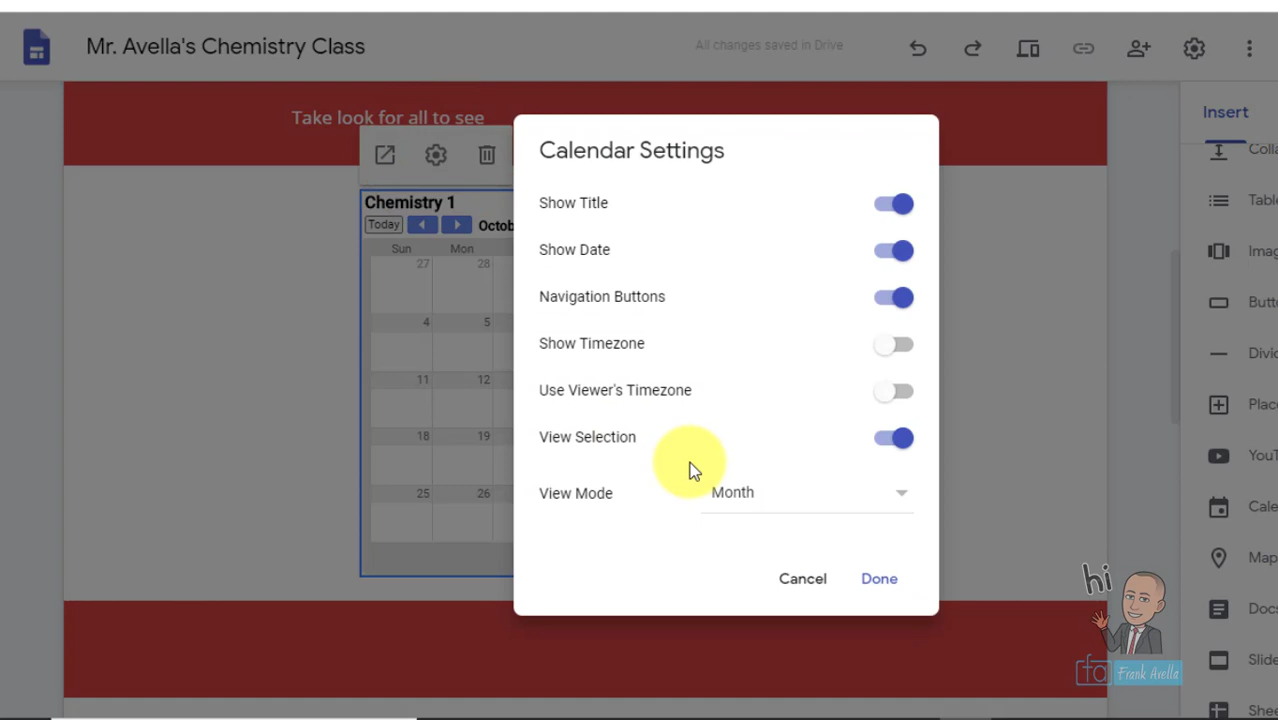 Mr. Avella's Chemistry Class
All changes saved in Drive
Take look for all to see
Insert
Calendar Settings
Show Title
Show Date
Navigation Buttons
Show Timezone
Use Viewer's Timezone
View Selection
View Mode
Month
Cancel
Done
Chemistry 1
Today
Octob
Sun Mon
27 28
4 5
11 12
18 19
25 26
Colla
Table
Imag
Butt
Divid
Place
YouT
Cale
Map
Docs
Slide
Shee
hi
fa Frank Avella